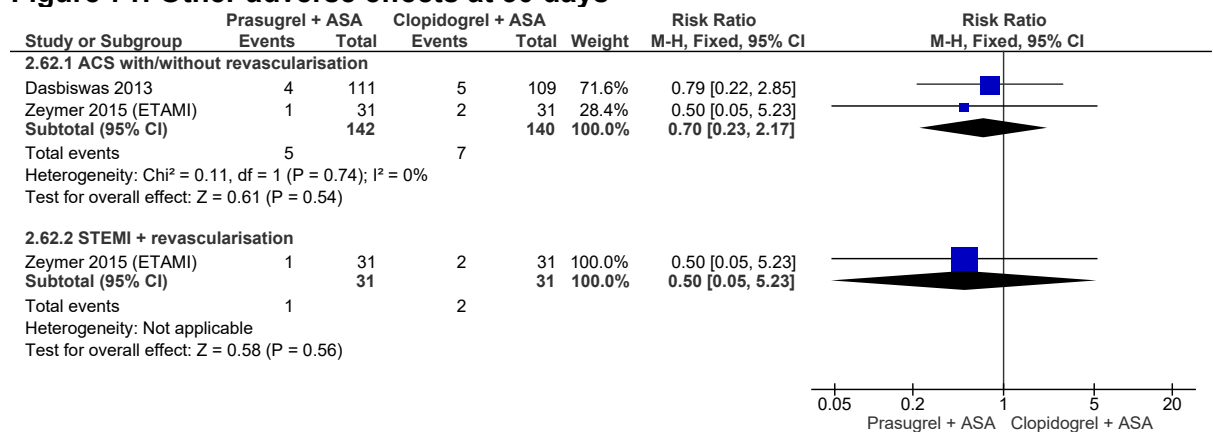 Prasugrel + ASA Clopidogrel + ASA Risk Ratio Risk Ratio
Study or Subgroup Events Total Events Total Weight M-H, Fixed, 95% CI M-H, Fixed, 95% CI
2.62.1 ACS with/without revascularisation
Dasbiswas 2013 4 111 5 109 71.6% 0.79 [0.22, 2.85]
Zeymer 2015 (ETAMI) 1 31 2 31 28.4% 0.50 [0.05, 5.23]
Subtotal (95% CI) 142 140 100.0% 0.70 [0.23, 2.17]
Total events 5 7
Heterogeneity: Chi² = 0.11, df = 1 (P = 0.74); I² = 0%
Test for overall effect: Z = 0.61 (P = 0.54)
2.62.2 STEMI + revascularisation
Zeymer 2015 (ETAMI) 1 31 2 31 100.0% 0.50 [0.05, 5.23]
Subtotal (95% CI) 31 31 100.0% 0.50 [0.05, 5.23]
Total events 1 2
Heterogeneity: Not applicable
Test for overall effect: Z = 0.58 (P = 0.56)
0.05 0.2 1 5 20
Prasugrel + ASA Clopidogrel + ASA